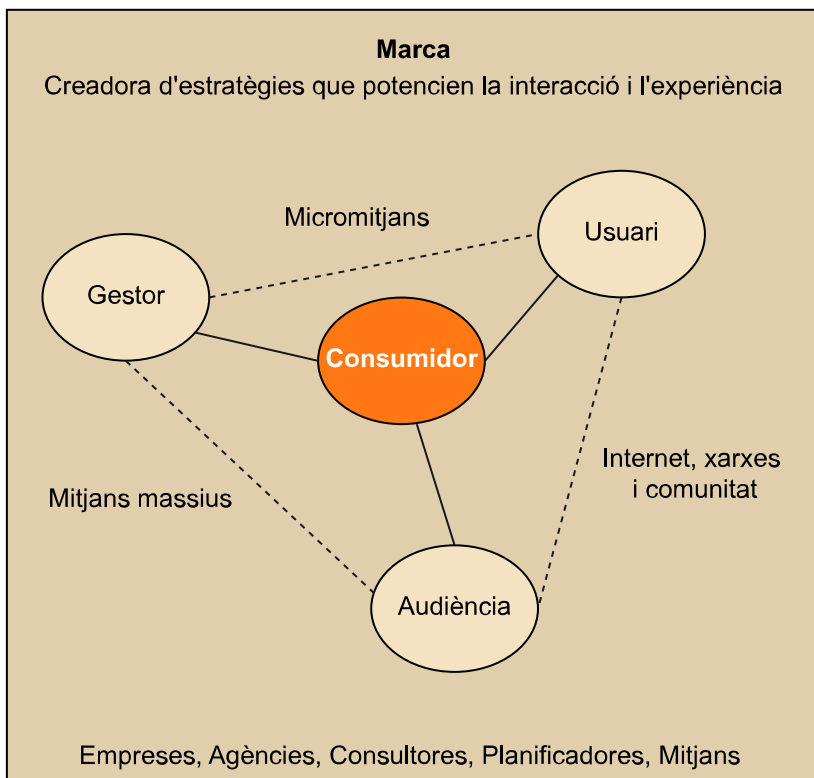 Marca
Creadora d'estratègies que potencien la interacció i l'experiència
Micromitjans
Usuari
Gestor
Consumidor
Internet, xarxes
i comunitat
Mitjans massius
Audiència
Empreses, Agències, Consultores, Planificadores, Mitjans